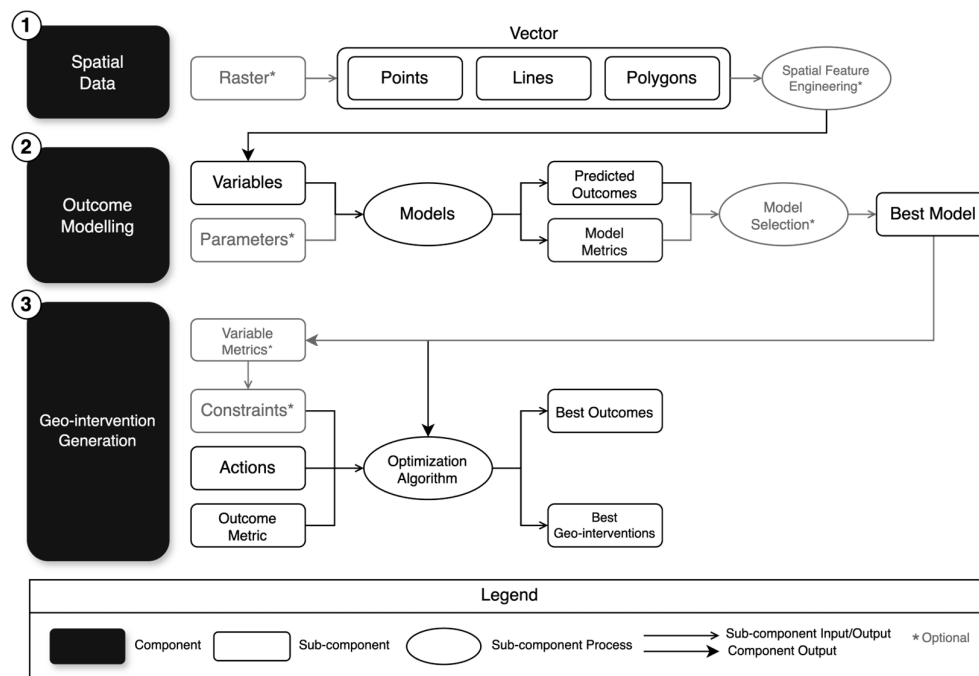 1
Spatial
Data
Raster*
Vector
Points
Lines
Polygons
Spatial Feature
Engineering*
2
Outcome
Modelling
Variables
Parameters*
Models
Predicted
Outcomes
Model
Metrics
Model
Selection*
Best Model
3
Geo-intervention
Generation
Variable
Metrics*
Constraints*
Actions
Outcome
Metric
Optimization
Algorithm
Best Outcomes
Best
Geo-interventions
Legend
Component
Sub-component
Sub-component Process
Sub-component Input/Output
Component Output
* Optional